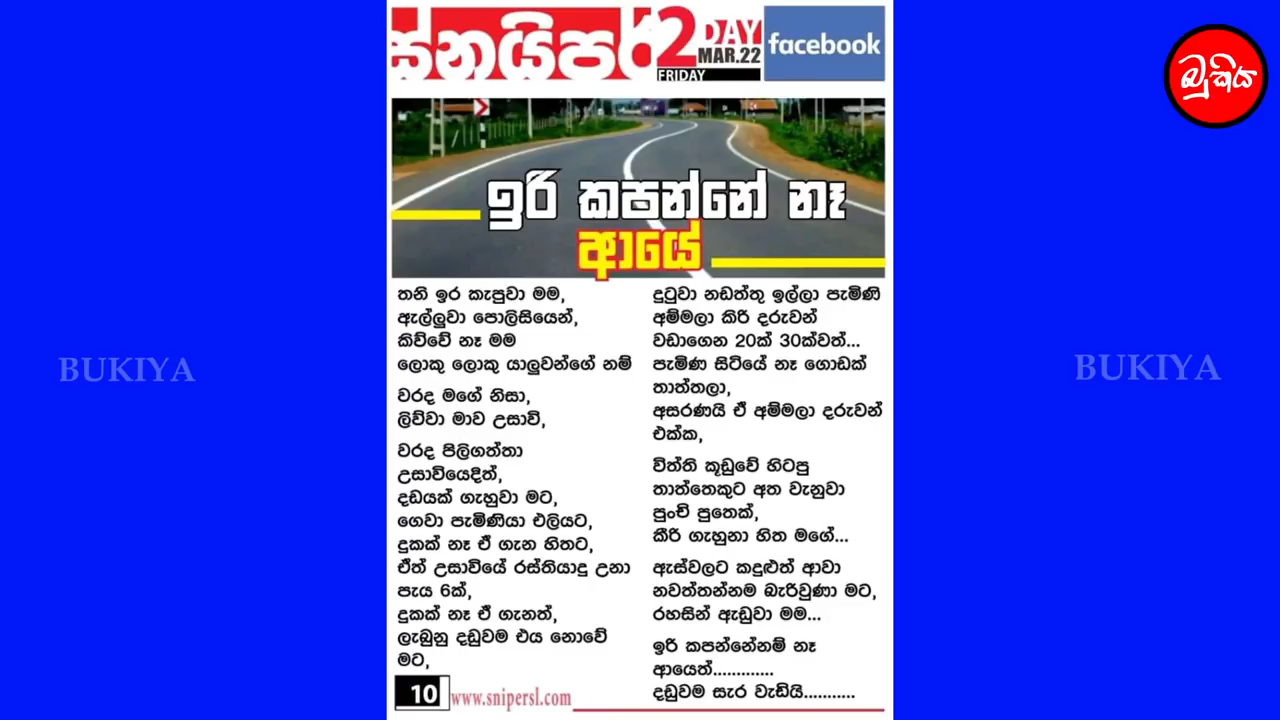 ස්නයිපර්
2DAY
MAR.22
FRIDAY
facebook
බුකිය
ඉරි කපන්නේ නෑ
ආයේ
තනි ඉර කැපුවා මම,
ඇල්ලුවා පොලිසියෙන්,
කිව්වේ නෑ මම
ලොකු ලොකු යාලුවන්ගේ නම්
වරද මගේ නිසා,
ලිව්වා මාව උසාවි,
වරද පිලිගත්තා
උසාවියෙදිත්,
දඩයක් ගැහුවා මට,
ගෙවා පැමිණියා එලියට,
දුකක් නෑ ඒ ගැන හිතට,
ඒත් උසාවියේ රස්තියාදු උනා
පැය 6ක්,
දුකක් නෑ ඒ ගැනත්,
ලැබුනු දඩුවම එය නොවේ
මට,
දුටුවා නඩත්තු ඉල්ලා පැමිණි
අම්මලා කිරි දරුවන්
වඩාගෙන 20ක් 30ක්වත්...
පැමිණ සිටියේ නෑ ගොඩක්
තාත්තලා,
අසරණයි ඒ අම්මලා දරුවන්
එක්ක,
විත්ති කූඩුවේ හිටපු
තාත්තෙකුට අත වැනුවා
පුංචි පුතෙක්,
කීරි ගැහුනා හිත මගේ...
ඇස්වලට කදුළුත් ආවා
නවත්තන්නම බැරිවුණා මට,
රහසින් ඇඩුවා මම...
ඉරි කපන්නේනම් නෑ
ආයෙත්.............
දඩුවම සැර වැඩියි...........
10
www.snipersl.com
BUKIYA
BUKIYA